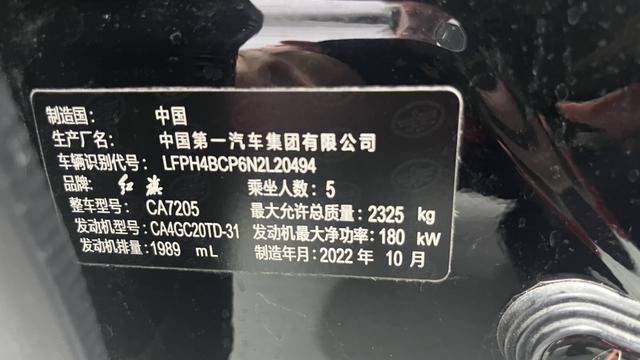 制造国： 中国
生产厂名： 中国第一汽车集团有限公司
车辆识别代号： LFPH4BCP6N2L20494
品牌： 红旗 乘坐人数： 5
整车型号： CA7205 最大允许总质量： 2325 kg
发动机型号： CA4GC20TD-31 发动机最大净功率： 180 kW
发动机排量： 1989 mL 制造年月： 2022 年 10 月